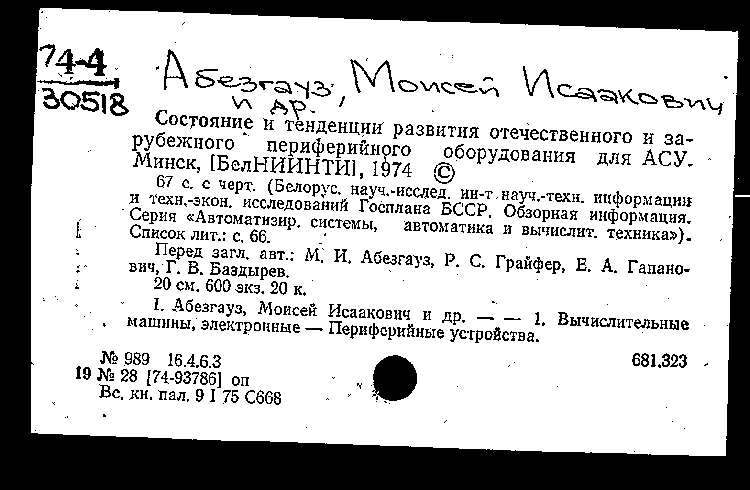 74-4
30518
Абезгауз, Моисей Исаакович
и др.
Состояние и тенденции развития отечественного и за-
рубежного периферийного оборудования для АСУ.
Минск, [БелНИИНТИ], 1974 ©
67 с. с черт. (Белорус. науч.-исслед. ин-т науч.-техн. информации
и техн.-экон. исследований Госплана БССР. Обзорная информация.
Серия «Автоматизир. системы, автоматика и вычислит. техника»).
Список лит.: с. 66.
Перед загл. авт.: М. И. Абезгауз, Р. С. Грайфер, Е. А. Гапано-
вич, Г. В. Баздырев.
20 см. 600 экз. 20 к.
1. Абезгауз, Моисей Исаакович и др. — — 1. Вычислительные
машины, электронные — Периферийные устройства.
№ 989 16.4.6.3 681.323
19 № 28 [74-93786] оп
Вс. кн. пал. 9 I 75 С668